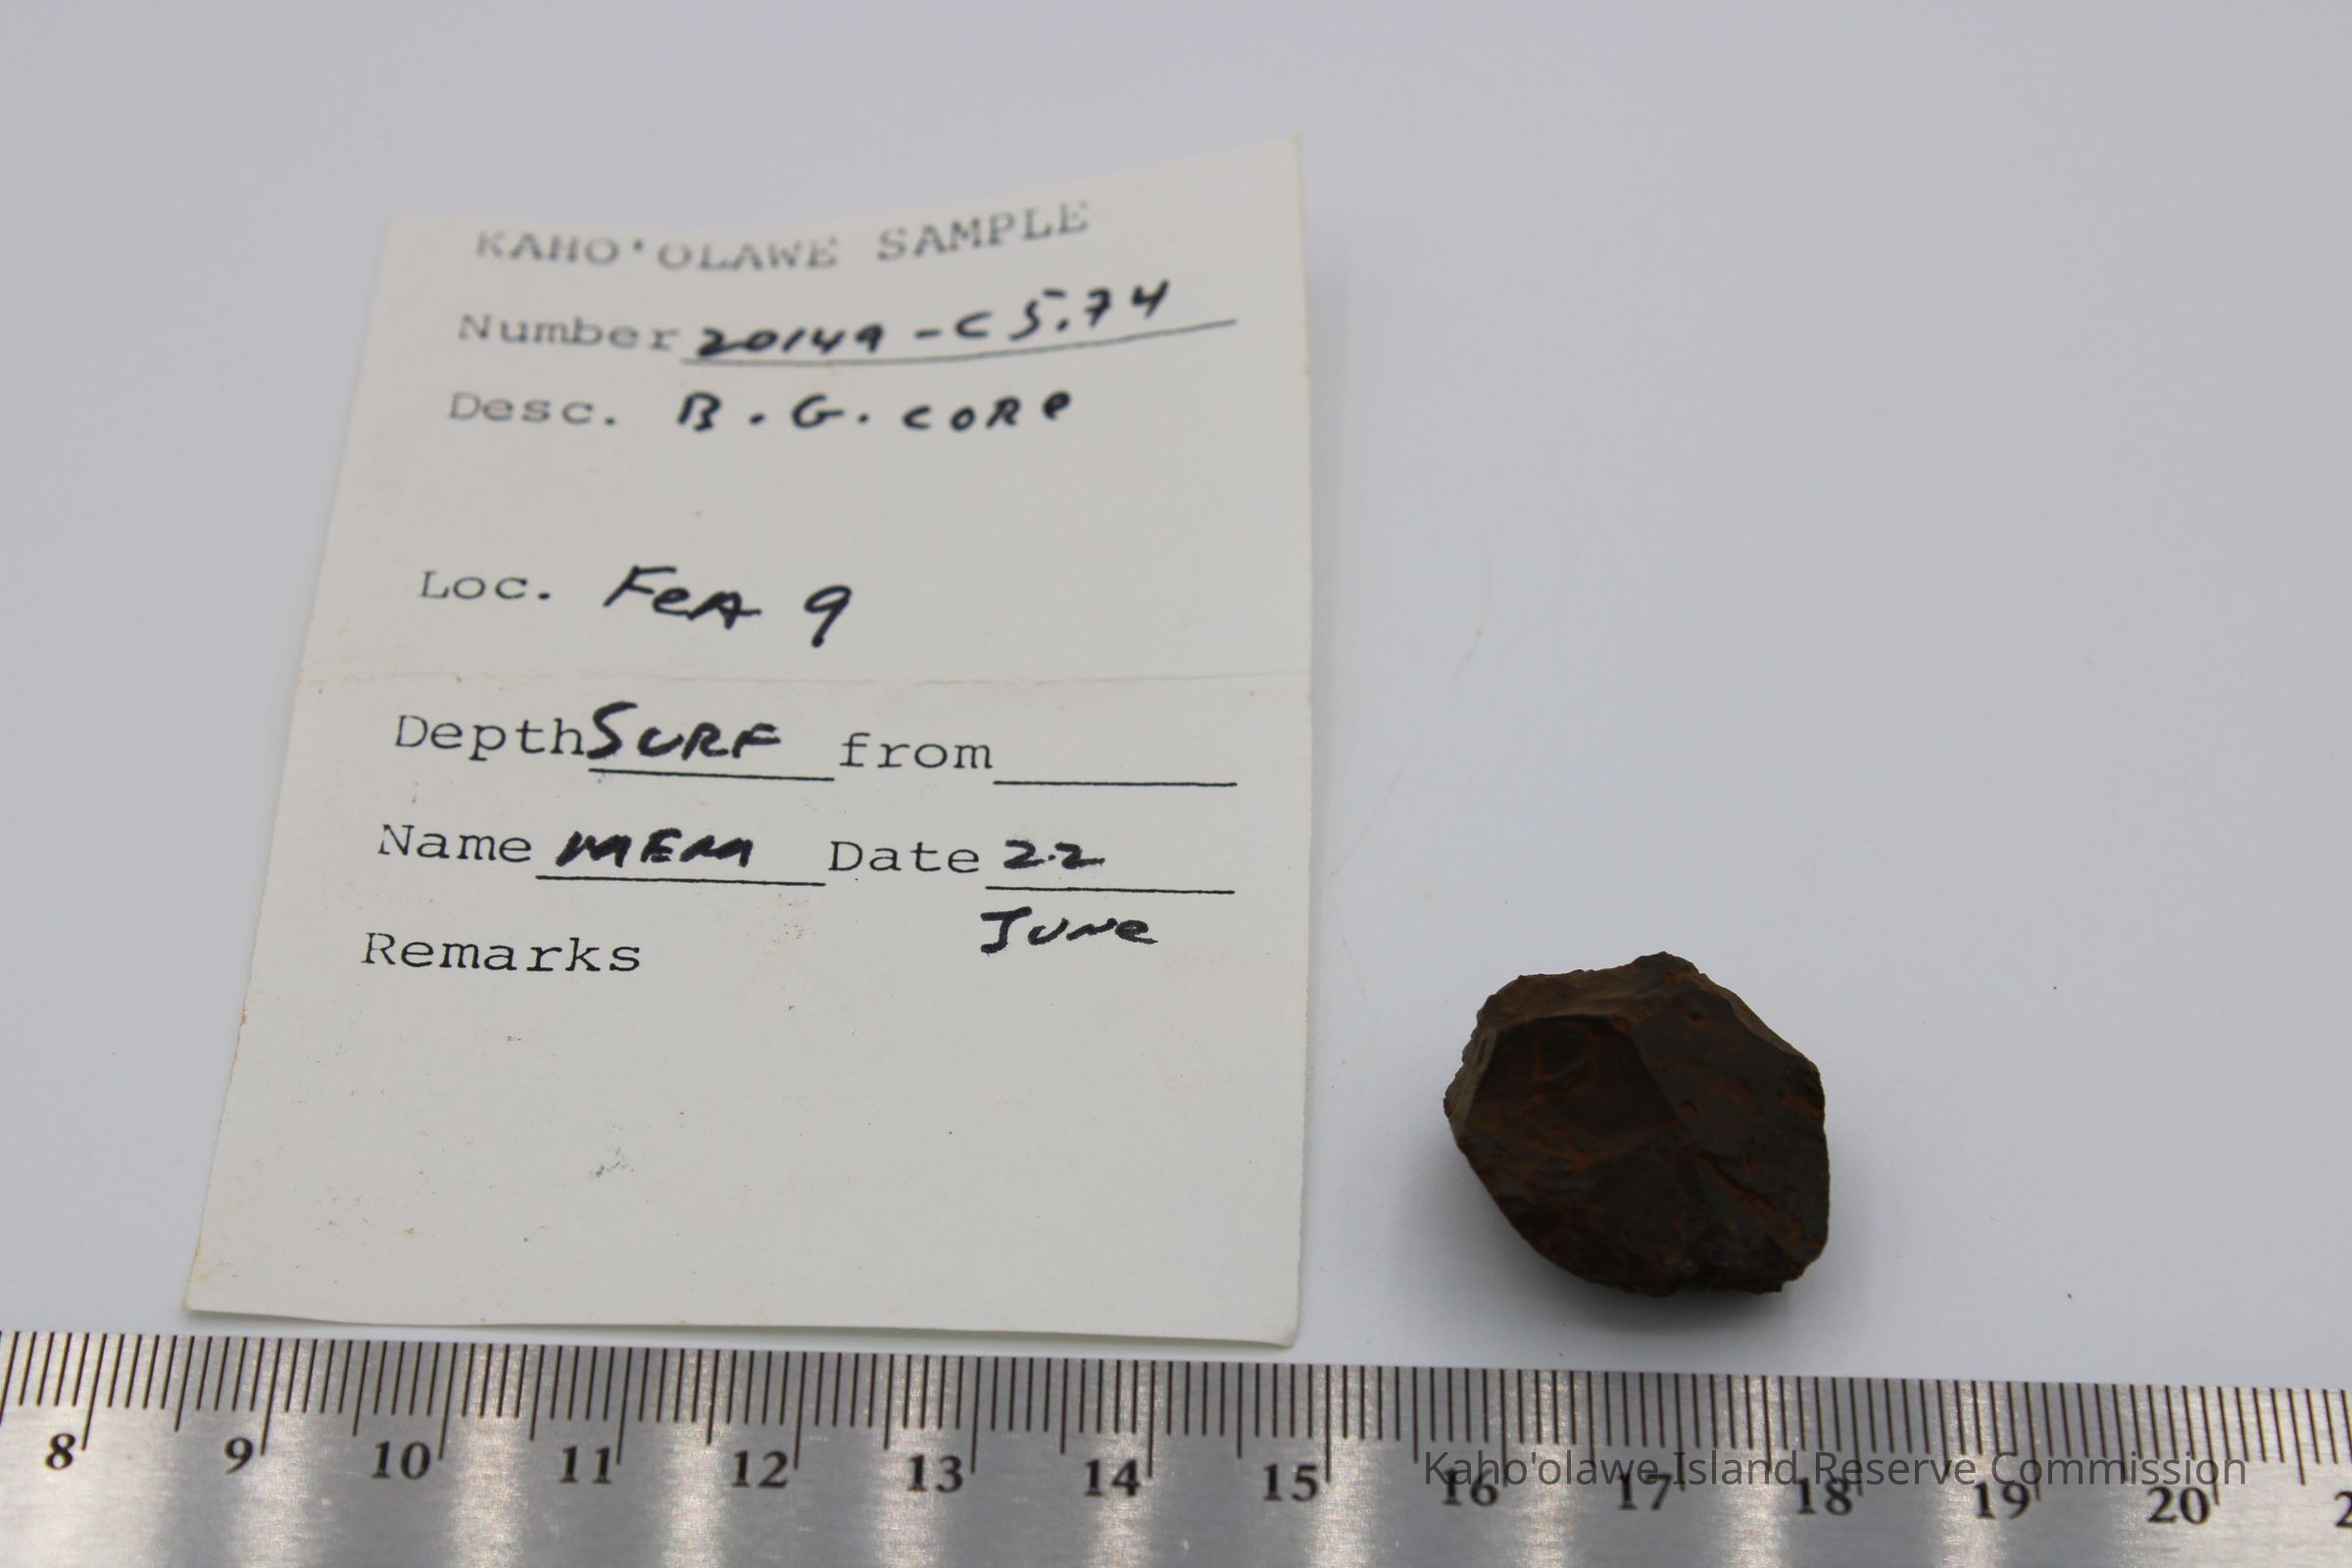 KAHO'OLAWE SAMPLE
Number 20149-C5.74
Desc. B.G. CORe
Loc. FeA 9
Depth SURF from
Name MEM Date 22
JUNe
Remarks
8 9 10 11 12 13 14 15 16 17 18 19 20 2
Kaho'olawe Island Reserve Commission